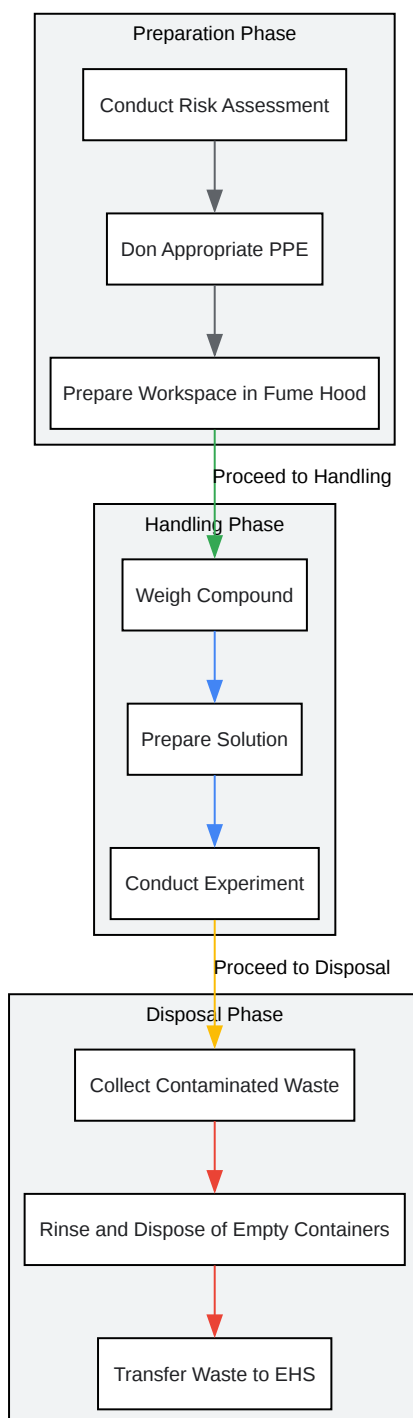 Preparation Phase
Conduct Risk Assessment
Don Appropriate PPE
Prepare Workspace in Fume Hood
Proceed to Handling
Handling Phase
Weigh Compound
Prepare Solution
Conduct Experiment
Proceed to Disposal
Disposal Phase
Collect Contaminated Waste
Rinse and Dispose of Empty Containers
Transfer Waste to EHS